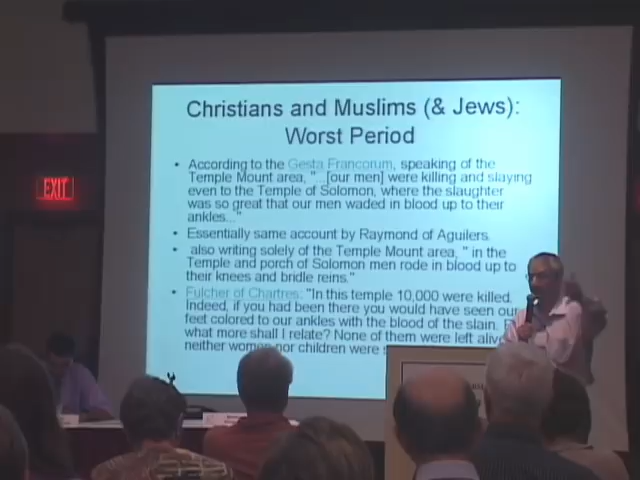 Christians and Muslims (& Jews):
Worst Period
• According to the Gesta Francorum, speaking of the
Temple Mount area, "...[our men] were killing and slaying
even to the Temple of Solomon, where the slaughter
was so great that our men waded in blood up to their
ankles..."
• Essentially same account by Raymond of Aguilers.
• also writing solely of the Temple Mount area, " in the
Temple and porch of Solomon men rode in blood up to
their knees and bridle reins."
• Fulcher of Chartres: "In this temple 10,000 were killed.
Indeed, if you had been there you would have seen our
feet colored to our ankles with the blood of the slain.
what more shall I relate? None of them were left
neither women nor children were
EXIT